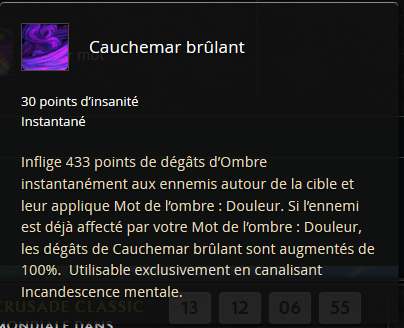 Cauchemar brûlant
mot
30 points d’insanité
Instantané
Inflige 433 points de dégâts d’Ombre
instantanément aux ennemis autour de la cible et
leur applique Mot de l’ombre : Douleur. Si l’ennemi
est déjà affecté par votre Mot de l’ombre : Douleur,
les dégâts de Cauchemar brûlant sont augmentés de
100%.  Utilisable exclusivement en canalisant
Incandescence mentale.
CRUSADE CLASSIC 13 12 06 55
MONDIALE DANS